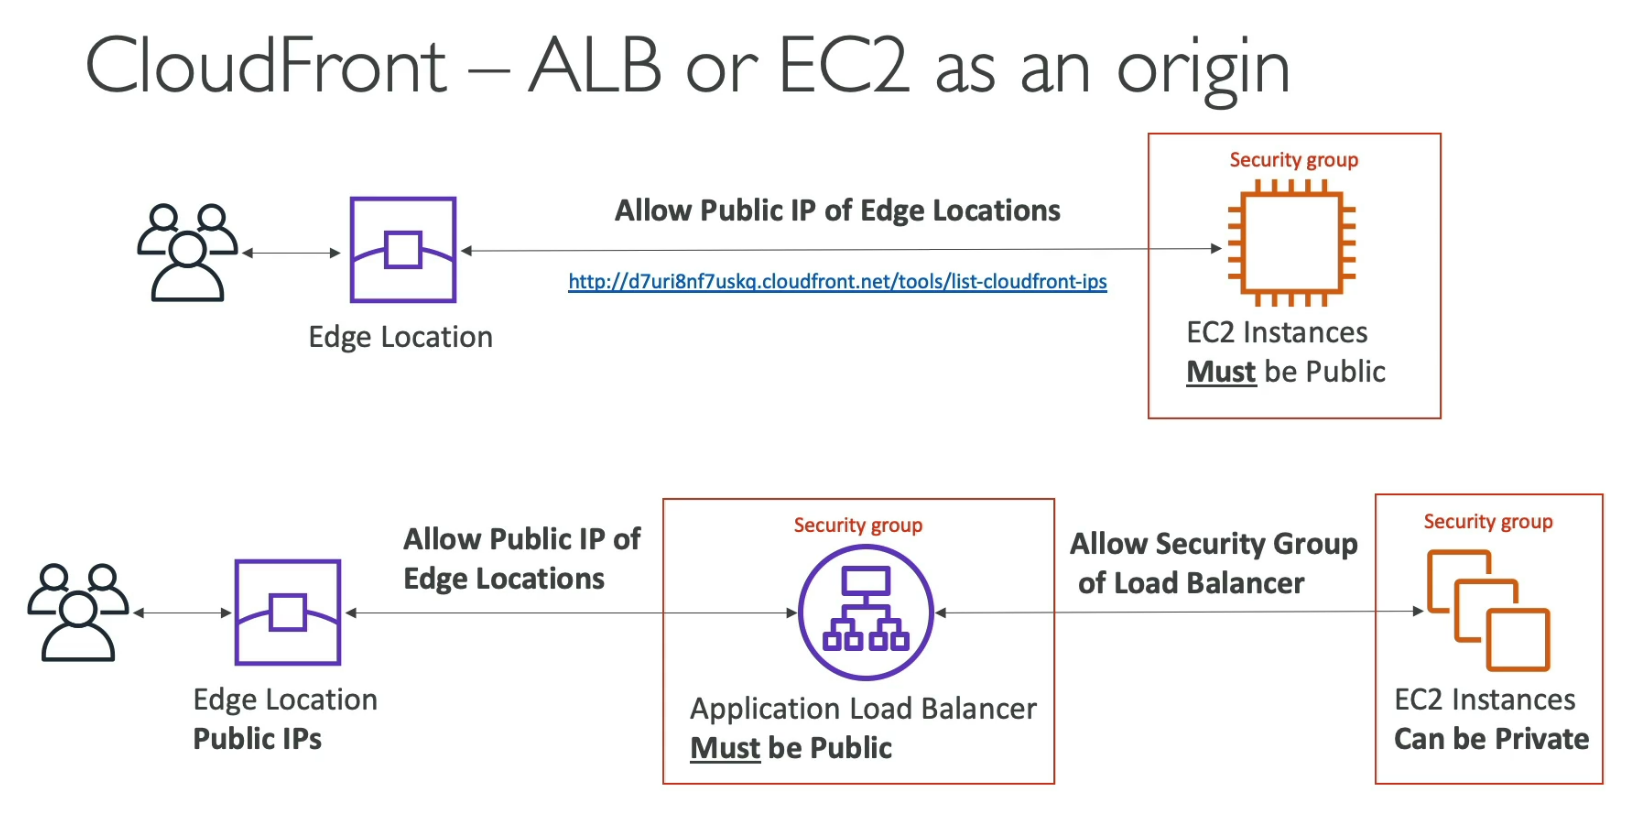 CloudFront – ALB or EC2 as an origin
Security group
Allow Public IP of Edge Locations
http://d7uri8nf7uskq.cloudfront.net/tools/list-cloudfront-ips
Edge Location
EC2 Instances
Must be Public
Allow Public IP of
Edge Locations
Security group
Allow Security Group
of Load Balancer
Security group
Edge Location
Public IPs
Application Load Balancer
Must be Public
EC2 Instances
Can be Private